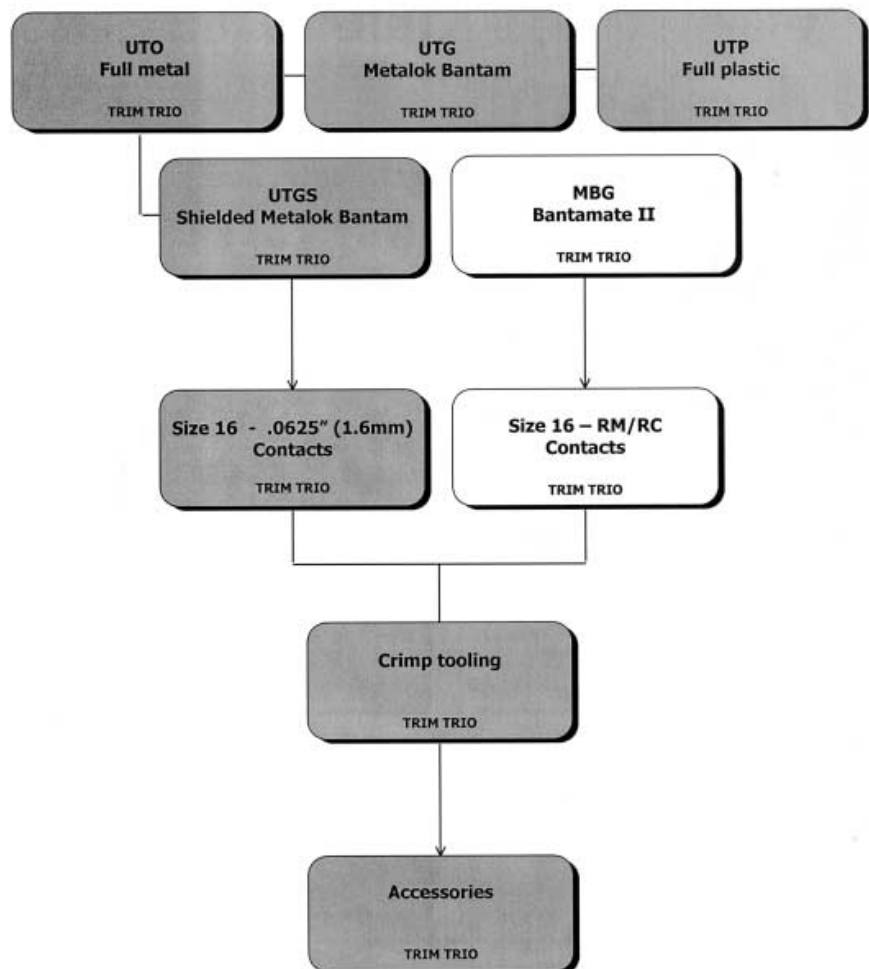 UTO
Full metal
TRIM TRIO
UTG
Metalok Bantam
TRIM TRIO
UTP
Full plastic
TRIM TRIO
UTGS
Shielded Metalok Bantam
TRIM TRIO
MBG
Bantamate II
TRIM TRIO
Size 16 - .0625" (1.6mm)
Contacts
TRIM TRIO
Size 16 – RM/RC
Contacts
TRIM TRIO
Crimp tooling
TRIM TRIO
Accessories
TRIM TRIO